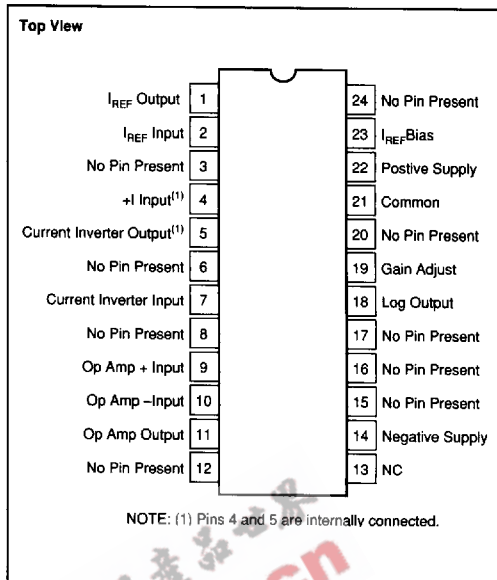 Top View
I_REF Output 1
I_REF Input 2
No Pin Present 3
+I Input(1) 4
Current Inverter Output(1) 5
No Pin Present 6
Current Inverter Input 7
No Pin Present 8
Op Amp + Input 9
Op Amp –Input 10
Op Amp Output 11
No Pin Present 12
24 No Pin Present
23 I_REFBias
22 Postive Supply
21 Common
20 No Pin Present
19 Gain Adjust
18 Log Output
17 No Pin Present
16 No Pin Present
15 No Pin Present
14 Negative Supply
13 NC
NOTE: (1) Pins 4 and 5 are internally connected.